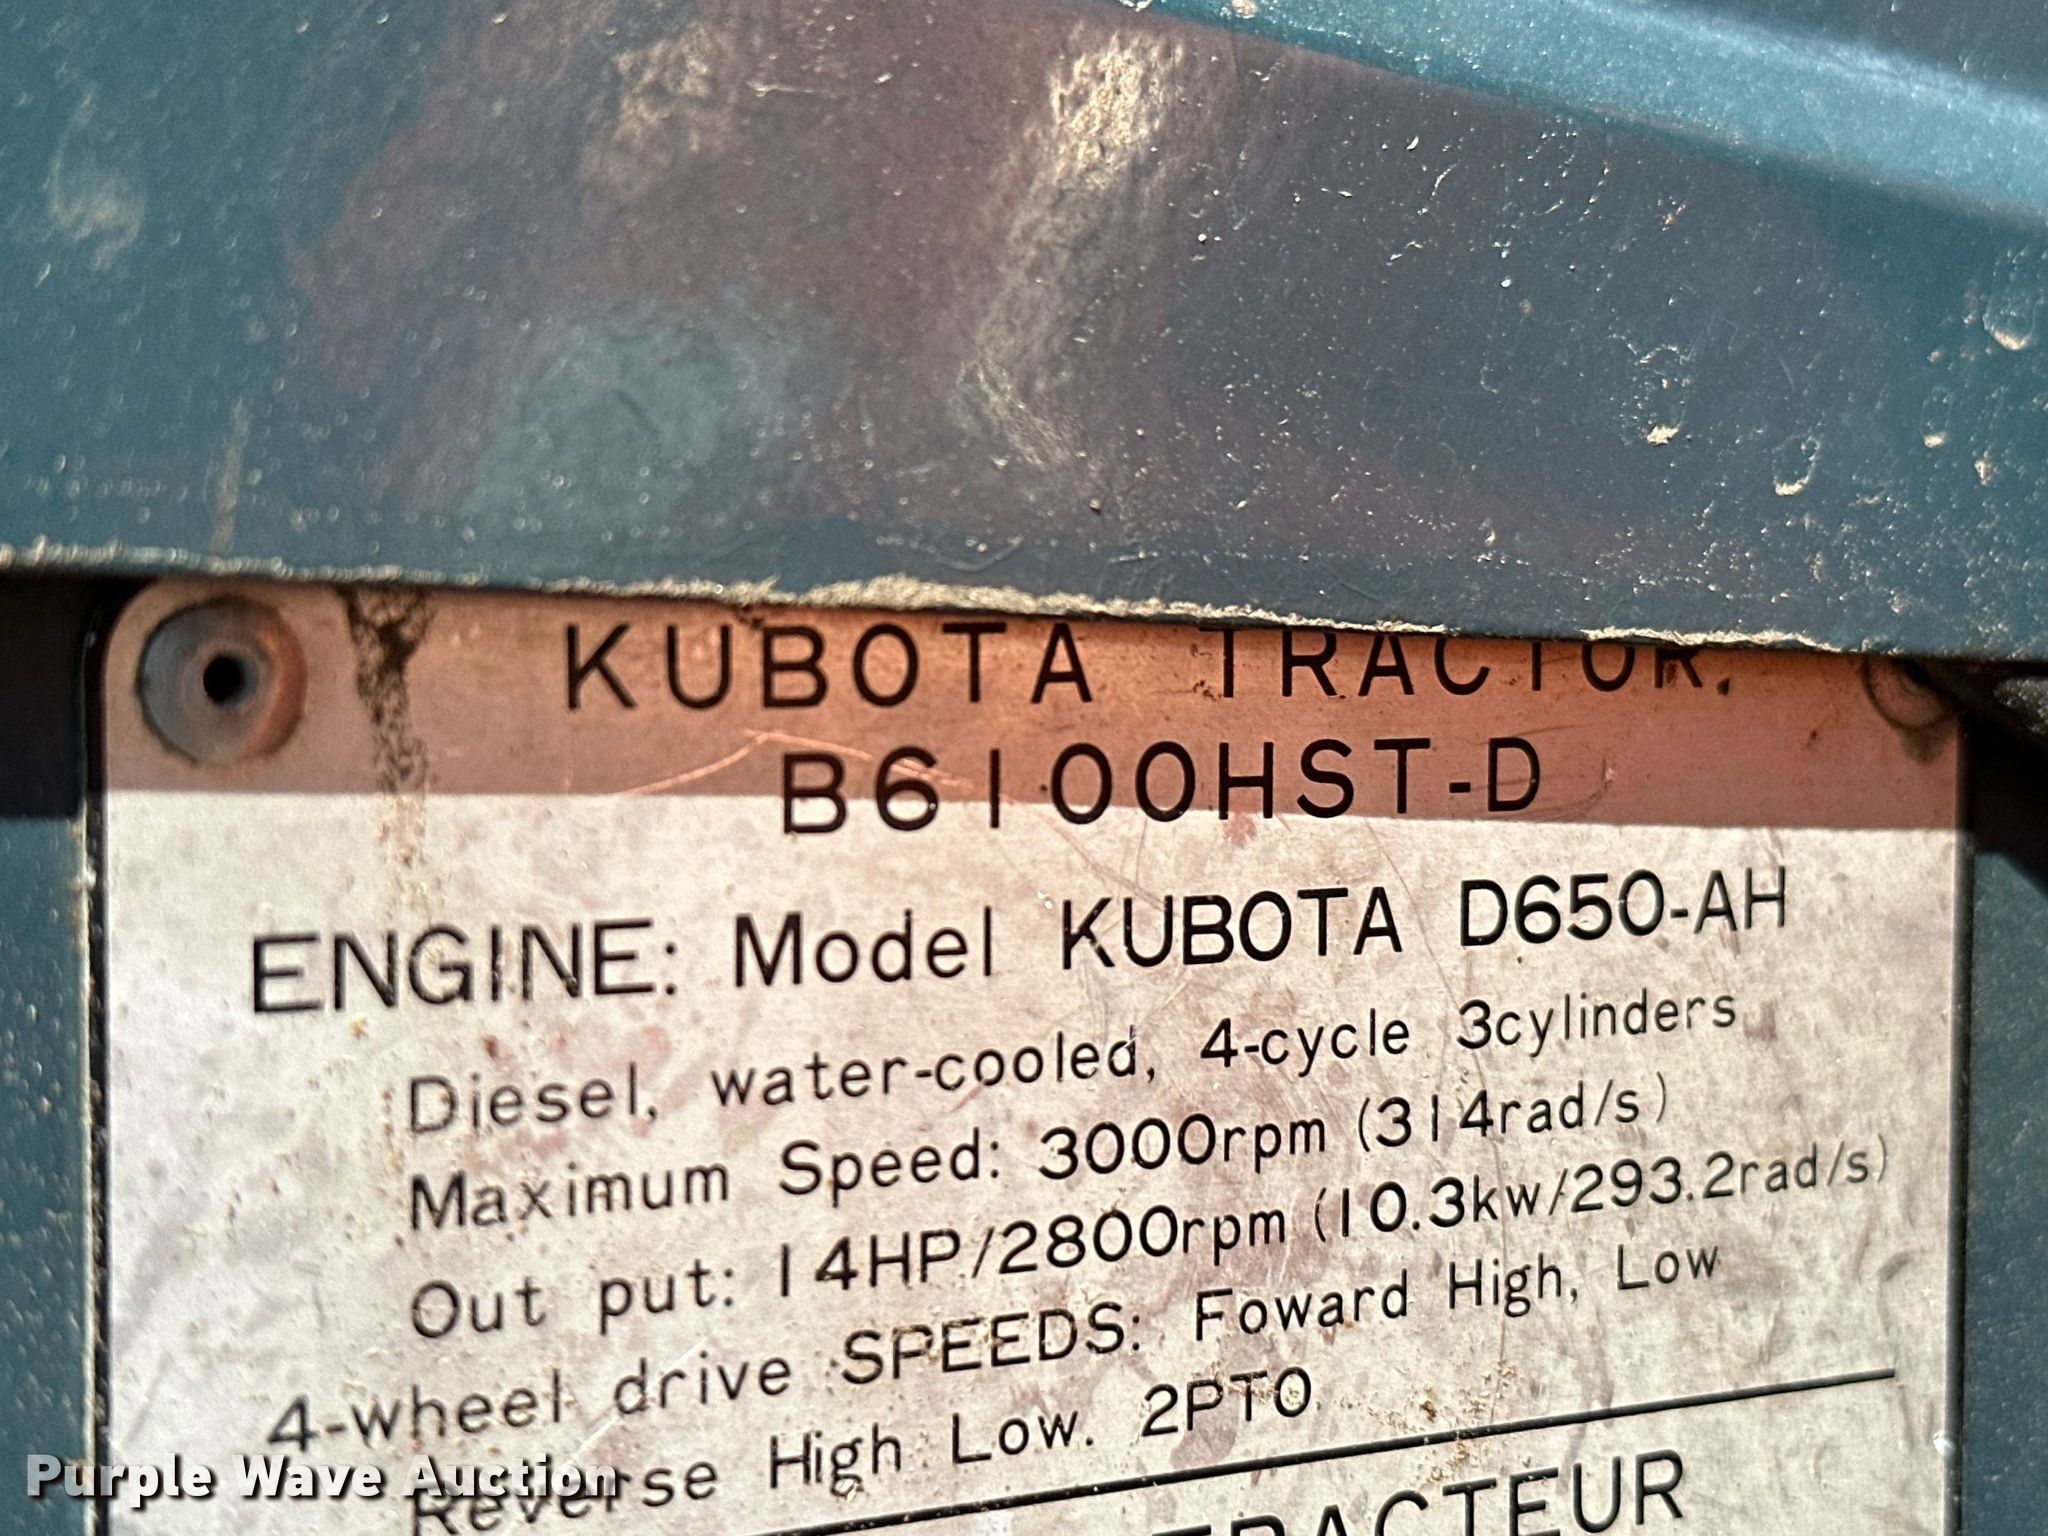 KUBOTA TRACTOR.
B6100HST-D
ENGINE: Model KUBOTA D650-AH
Diesel, water-cooled, 4-cycle 3cylinders
Maximum Speed: 3000rpm (314rad/s)
Out put: 14HP/2800rpm (10.3kw/293.2rad/s)
4-wheel drive SPEEDS: Foward High, Low
Reverse High Low. 2PTO
TRACTEUR
Purple Wave Auction